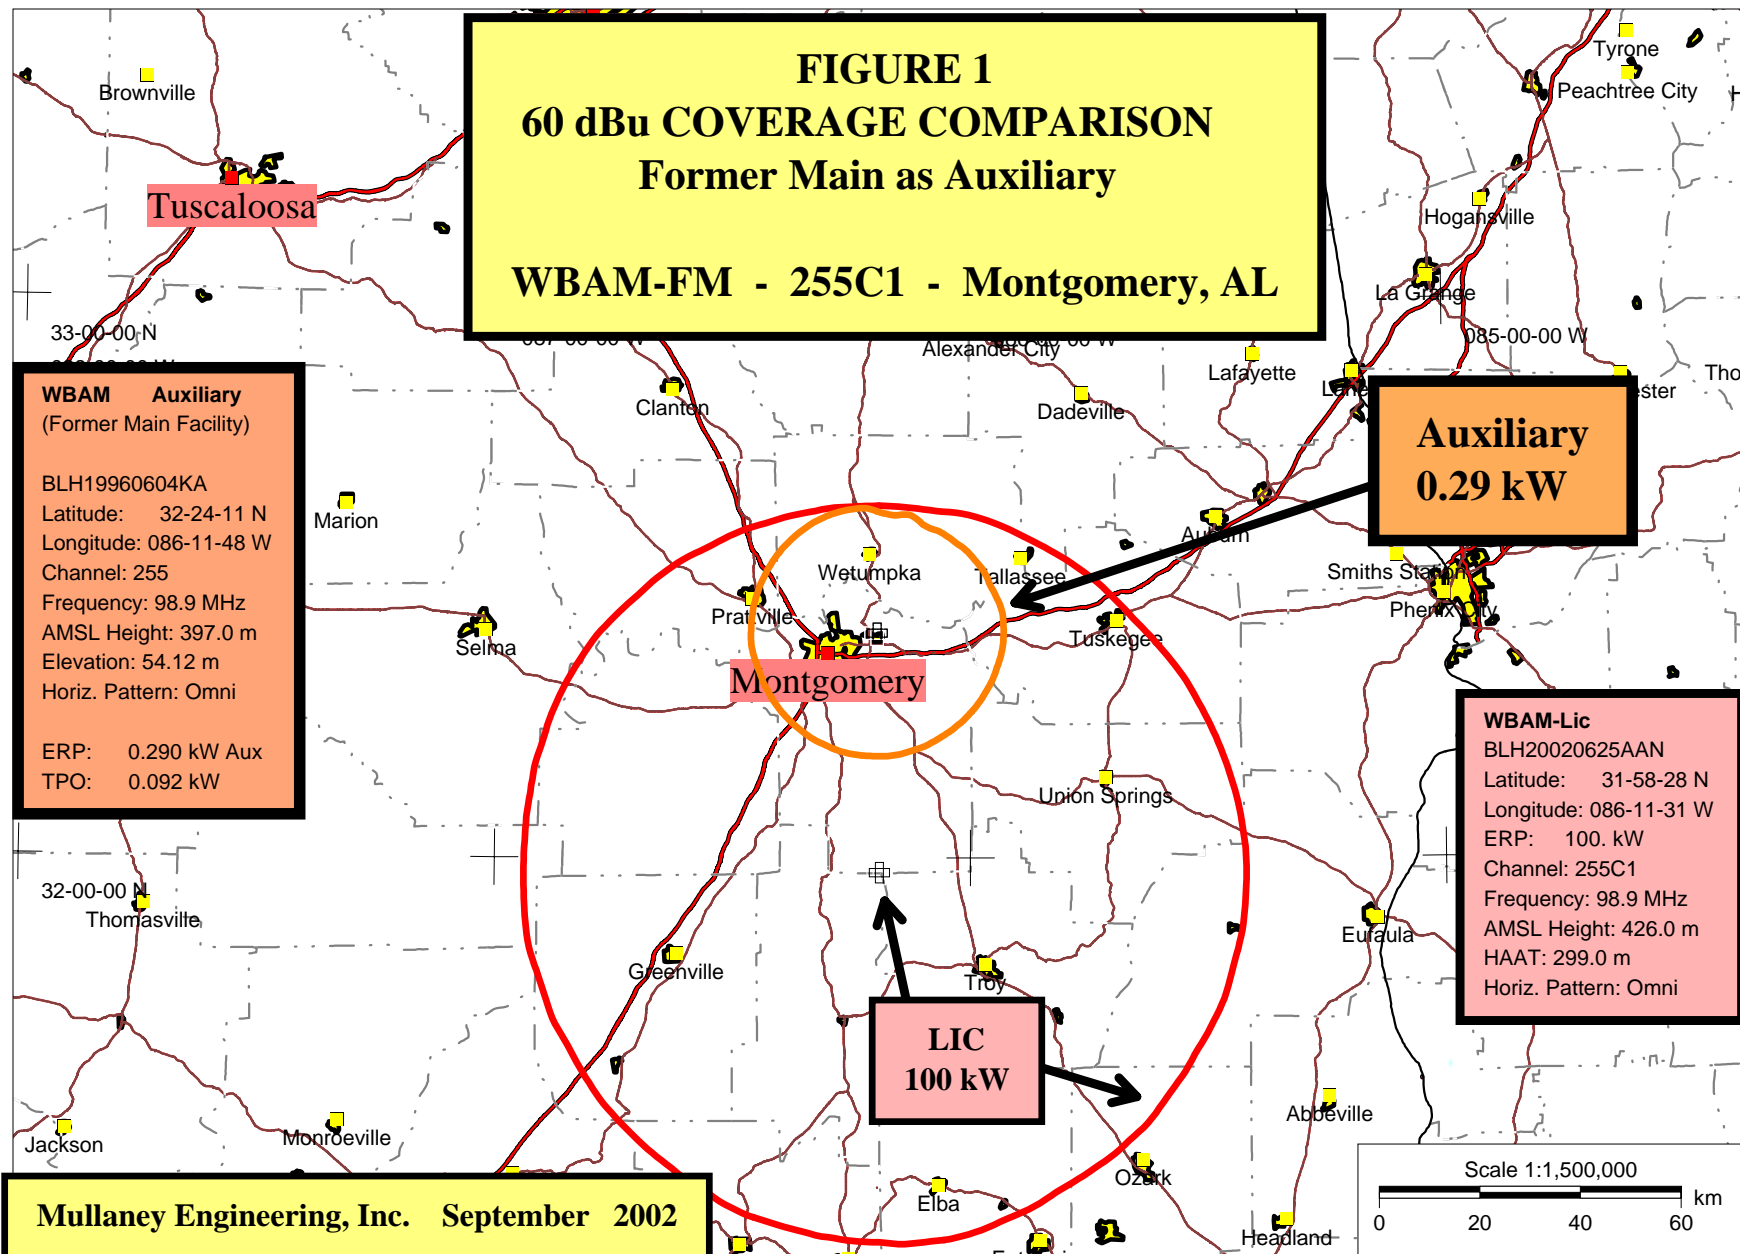 FIGURE 1
60 dBu COVERAGE COMPARISON
Former Main as Auxiliary
WBAM-FM - 255C1 - Montgomery, AL
Brownville
Tuscaloosa
Tyrone
Peachtree City
Hogansville
La Grange
33-00-00 N
085-00-00 W
Alexander City
Lafayette
Clanton
Dadeville
WBAM Auxiliary
(Former Main Facility)
BLH19960604KA
Latitude: 32-24-11 N
Longitude: 086-11-48 W
Channel: 255
Frequency: 98.9 MHz
AMSL Height: 397.0 m
Elevation: 54.12 m
Horiz. Pattern: Omni
ERP: 0.290 kW Aux
TPO: 0.092 kW
Auxiliary
0.29 kW
Marion
Auburn
Wetumpka
Tallassee
Smiths Station
Prattville
Phenix City
Selma
Tuskegee
Montgomery
Union Springs
WBAM-Lic
BLH20020625AAN
Latitude: 31-58-28 N
Longitude: 086-11-31 W
ERP: 100. kW
Channel: 255C1
Frequency: 98.9 MHz
AMSL Height: 426.0 m
HAAT: 299.0 m
Horiz. Pattern: Omni
32-00-00 N
Thomasville
Eufaula
Greenville
Troy
LIC
100 kW
Jackson
Monroeville
Abbeville
Ozark
Elba
Headland
Scale 1:1,500,000
km
0 20 40 60
Mullaney Engineering, Inc. September 2002